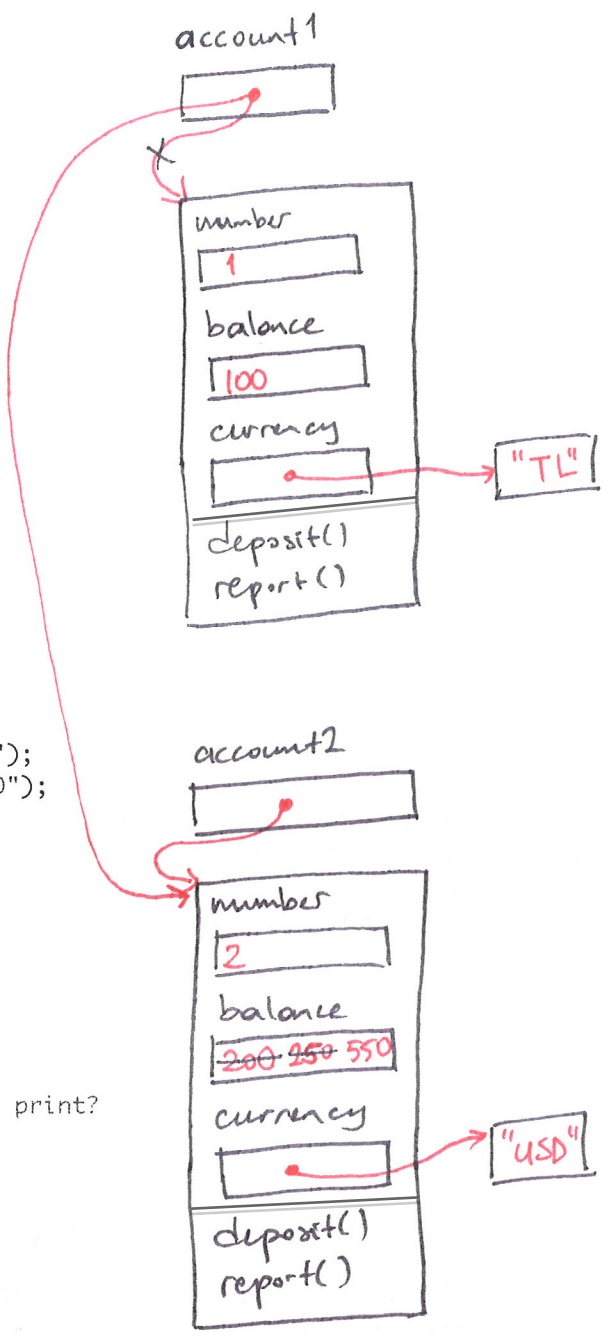 account1
number
1
balance
100
currency
"TL"
deposit()
report()
");
account2
");
number
2
balance
200 250 550
print?
currency
"USD"
deposit()
report()